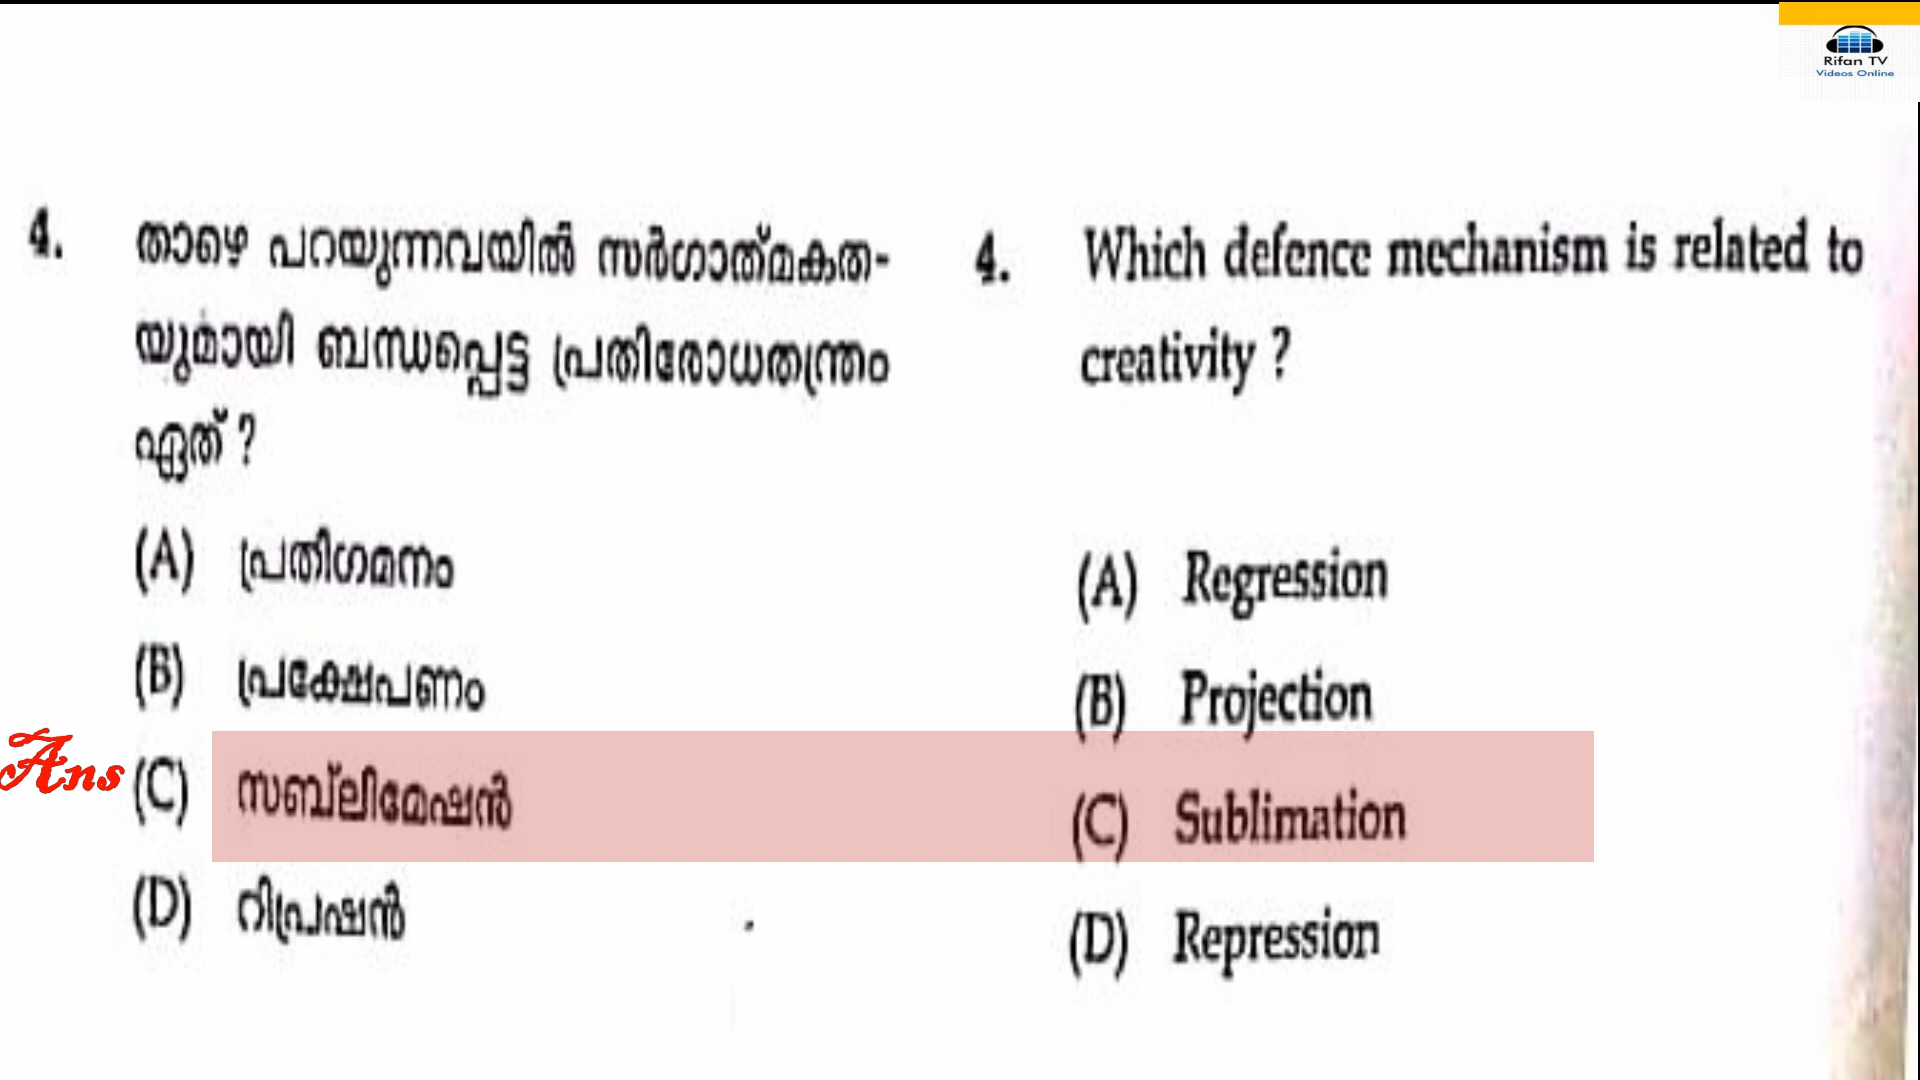 Rifan TV
Videos Online
4. താഴെ പറയുന്നവയിൽ സർഗാത്മകത-
യുമായി ബന്ധപ്പെട്ട പ്രതിരോധതന്ത്രം
ഏത് ?
(A) പ്രതിഗമനം
(B) പ്രക്ഷേപണം
Ans (C) സബ്ലിമേഷൻ
(D) റിപ്രഷൻ
4. Which defence mechanism is related to
creativity ?
(A) Regression
(B) Projection
(C) Sublimation
(D) Repression